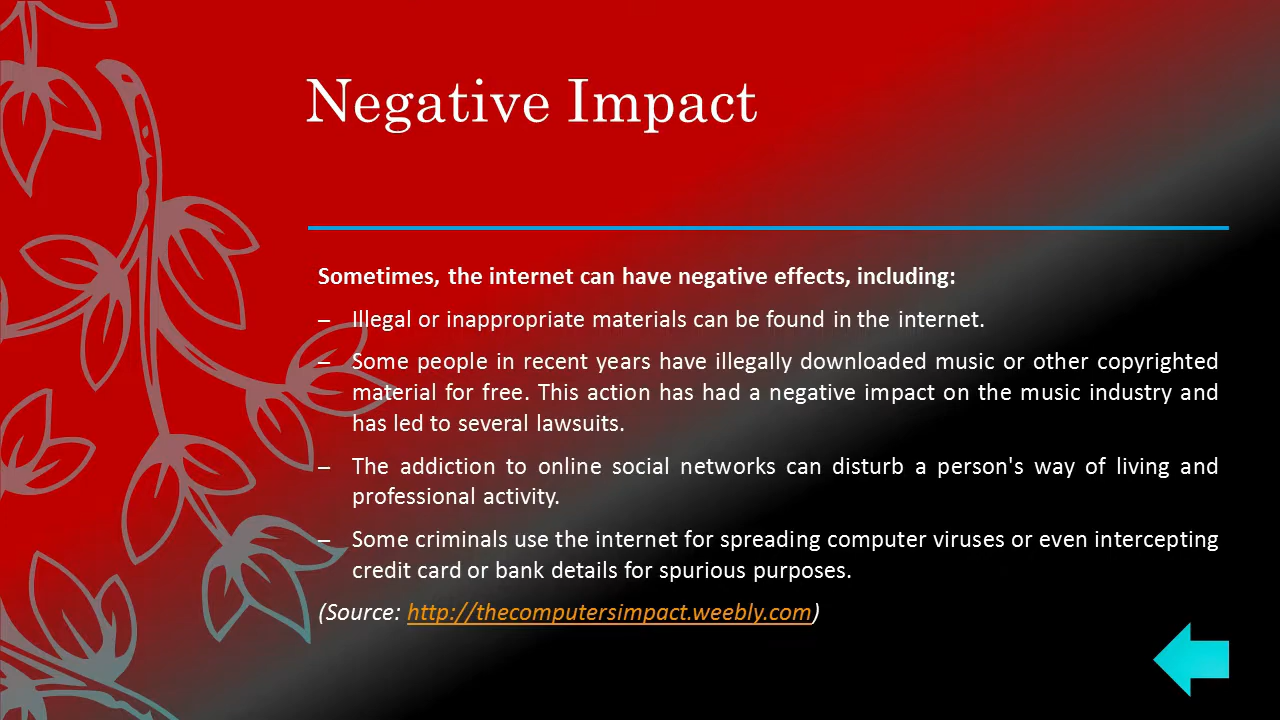 Negative Impact
Sometimes, the internet can have negative effects, including:
– Illegal or inappropriate materials can be found in the internet.
– Some people in recent years have illegally downloaded music or other copyrighted
material for free. This action has had a negative impact on the music industry and
has led to several lawsuits.
– The addiction to online social networks can disturb a person's way of living and
professional activity.
– Some criminals use the internet for spreading computer viruses or even intercepting
credit card or bank details for spurious purposes.
(Source: http://thecomputersimpact.weebly.com)